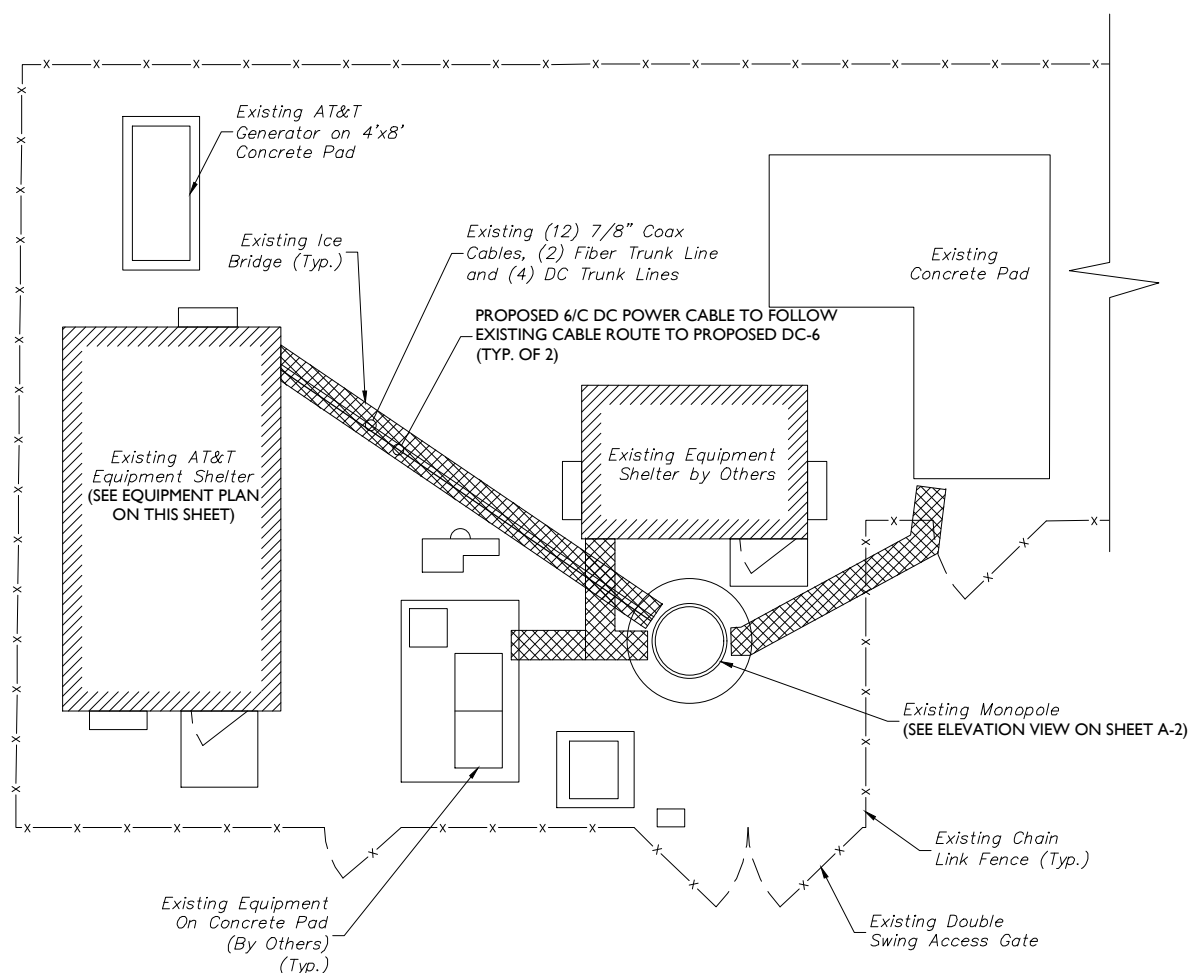 Existing AT&T
Generator on 4'x8'
Concrete Pad
Existing Ice
Bridge (Typ.)
Existing (12) 7/8" Coax
Cables, (2) Fiber Trunk Line
and (4) DC Trunk Lines
PROPOSED 6/C DC POWER CABLE TO FOLLOW
EXISTING CABLE ROUTE TO PROPOSED DC-6
(TYP. OF 2)
Existing
Concrete Pad
Existing AT&T
Equipment Shelter
(SEE EQUIPMENT PLAN
ON THIS SHEET)
Existing Equipment
Shelter by Others
Existing Monopole
(SEE ELEVATION VIEW ON SHEET A-2)
Existing Chain
Link Fence (Typ.)
Existing Equipment
On Concrete Pad
(By Others)
(Typ.)
Existing Double
Swing Access Gate